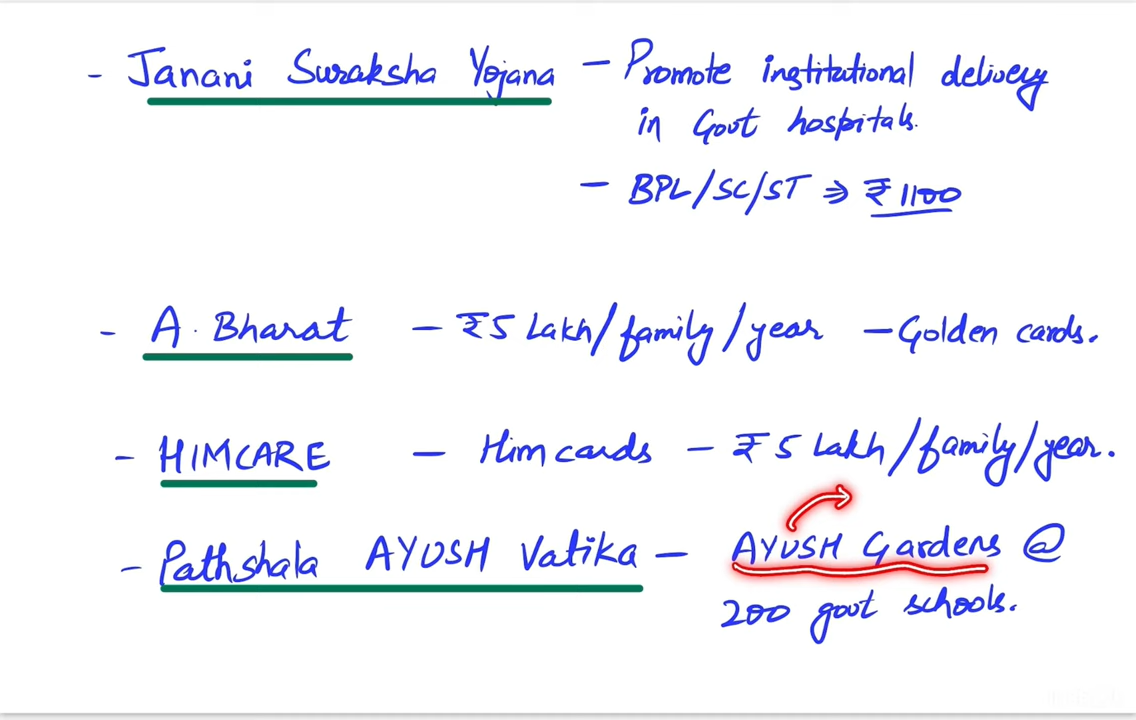 - Janani Suraksha Yojana - Promote institutional delivery
in Govt hospitals.
- BPL/SC/ST ⇒ ₹1100
- A. Bharat - ₹5 Lakh/family/year - Golden cards.
- HIMCARE - Him cards - ₹5 Lakh/family/year.
- Pathshala AYUSH Vatika - AYUSH Gardens @
200 govt schools.